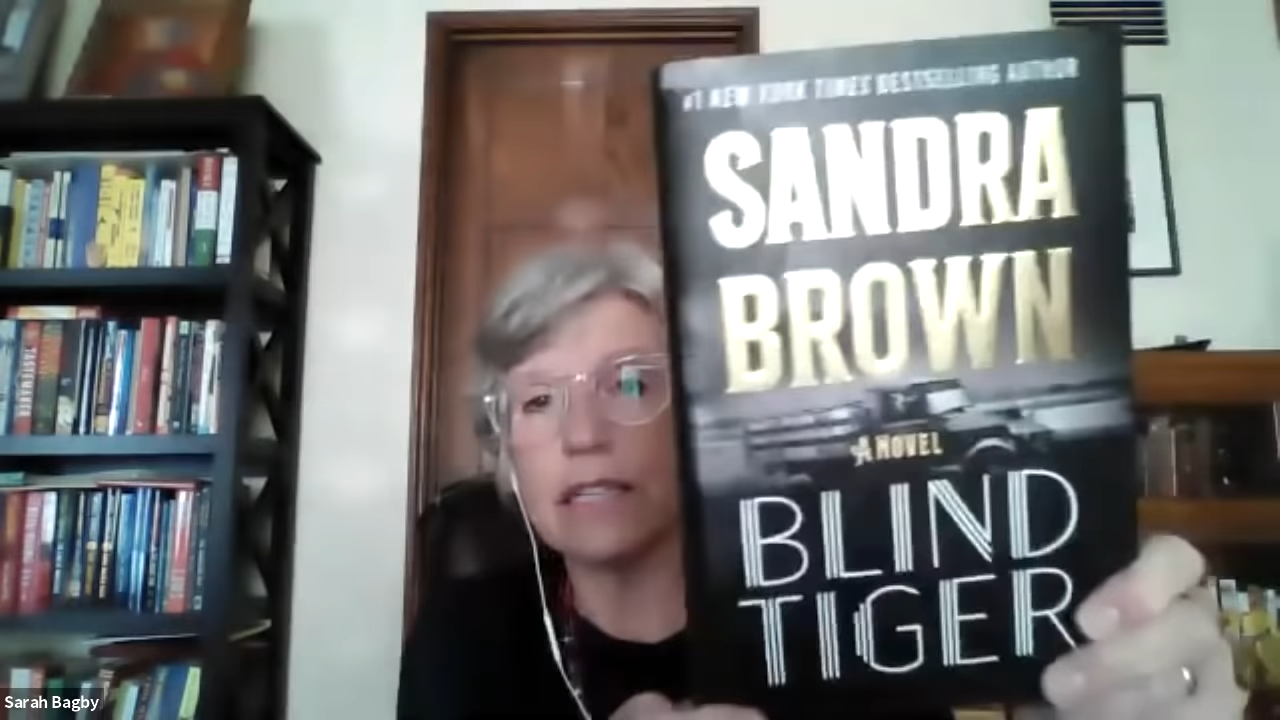 #1 NEW YORK TIMES BESTSELLING AUTHOR
SANDRA
BROWN
A NOVEL
BLIND
TIGER
Sarah Bagby